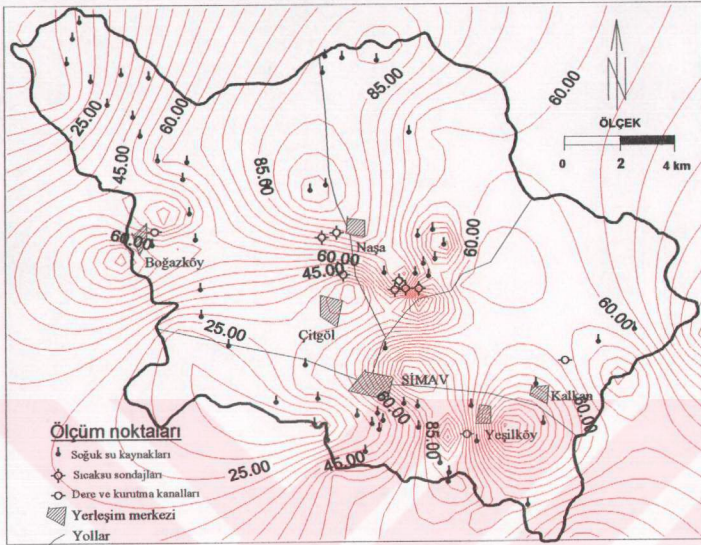 85.00
60.00
ÖLÇEK
0 2 4 km
25.00
60.00
45.00
85.00
60.00
Boğazköy
Naşa
60.00
45.00
60.00
60.00
25.00
Çitgöl
SİMAV
60.00
Kalkan
60.00
Yeşilköy
85.00
45.00
25.00
Ölçüm noktaları
Soğuk su kaynakları
Sıcaksu sondajları
Dere ve kurutma kanalları
Yerleşim merkezi
Yollar